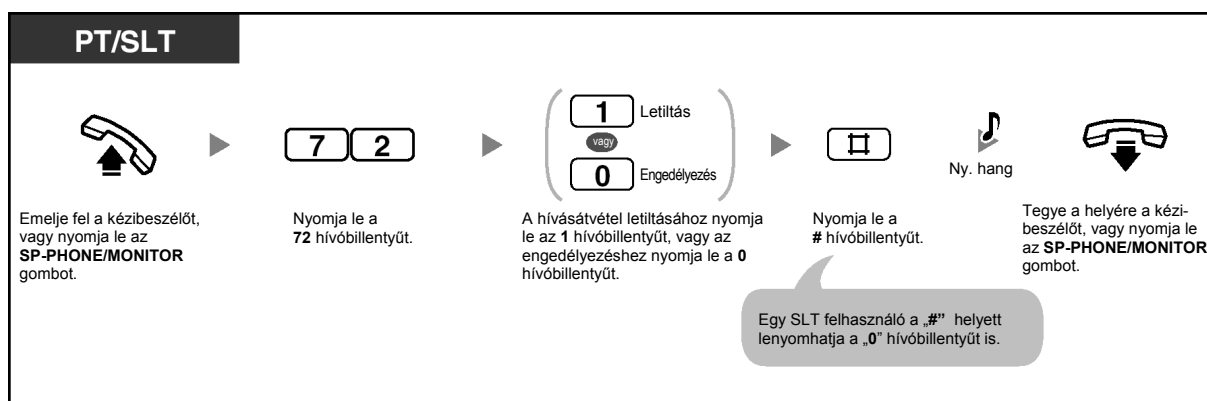 PT/SLT
7 2
1 Letiltás
vagy
0 Engedélyezés
#
Ny. hang
Emelje fel a kézibeszélőt,
vagy nyomja le az
SP-PHONE/MONITOR
gombot.
Nyomja le a
72 hívóbillentyűt.
A hívásátvétel letiltásához nyomja
le az 1 hívóbillentyűt, vagy az
engedélyezéshez nyomja le a 0
hívóbillentyűt.
Nyomja le a
# hívóbillentyűt.
Tegye a helyére a kézi-
beszélőt, vagy nyomja le
az SP-PHONE/MONITOR
gombot.
Egy SLT felhasználó a „#” helyett
lenyomhatja a „0” hívóbillentyűt is.